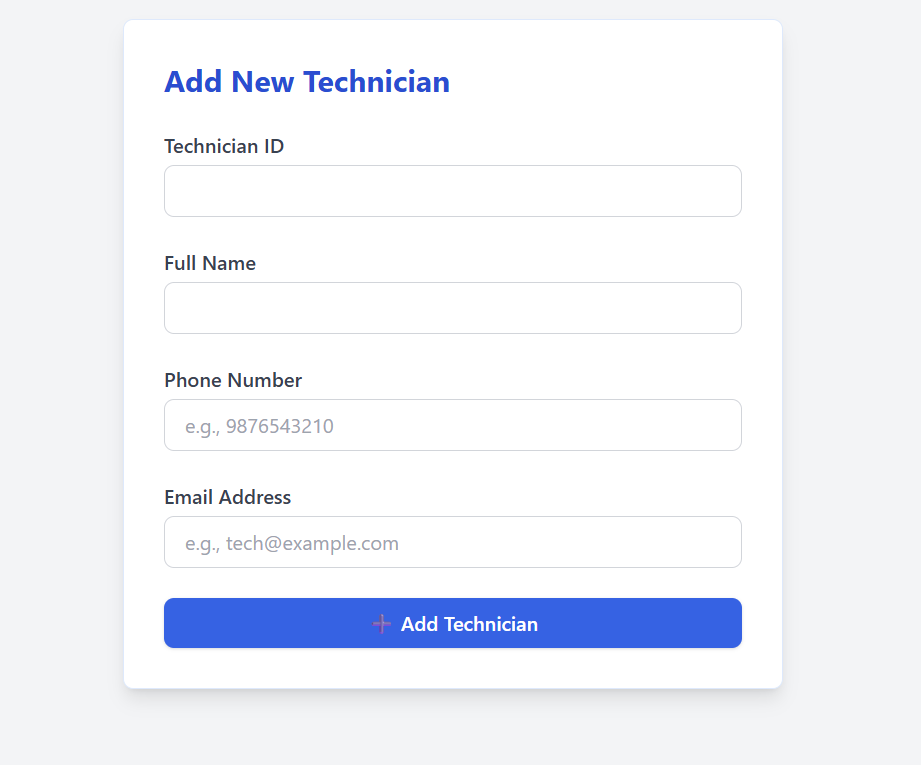 Add New Technician
Technician ID
Full Name
Phone Number
e.g., 9876543210
Email Address
e.g., tech@example.com
➕ Add Technician